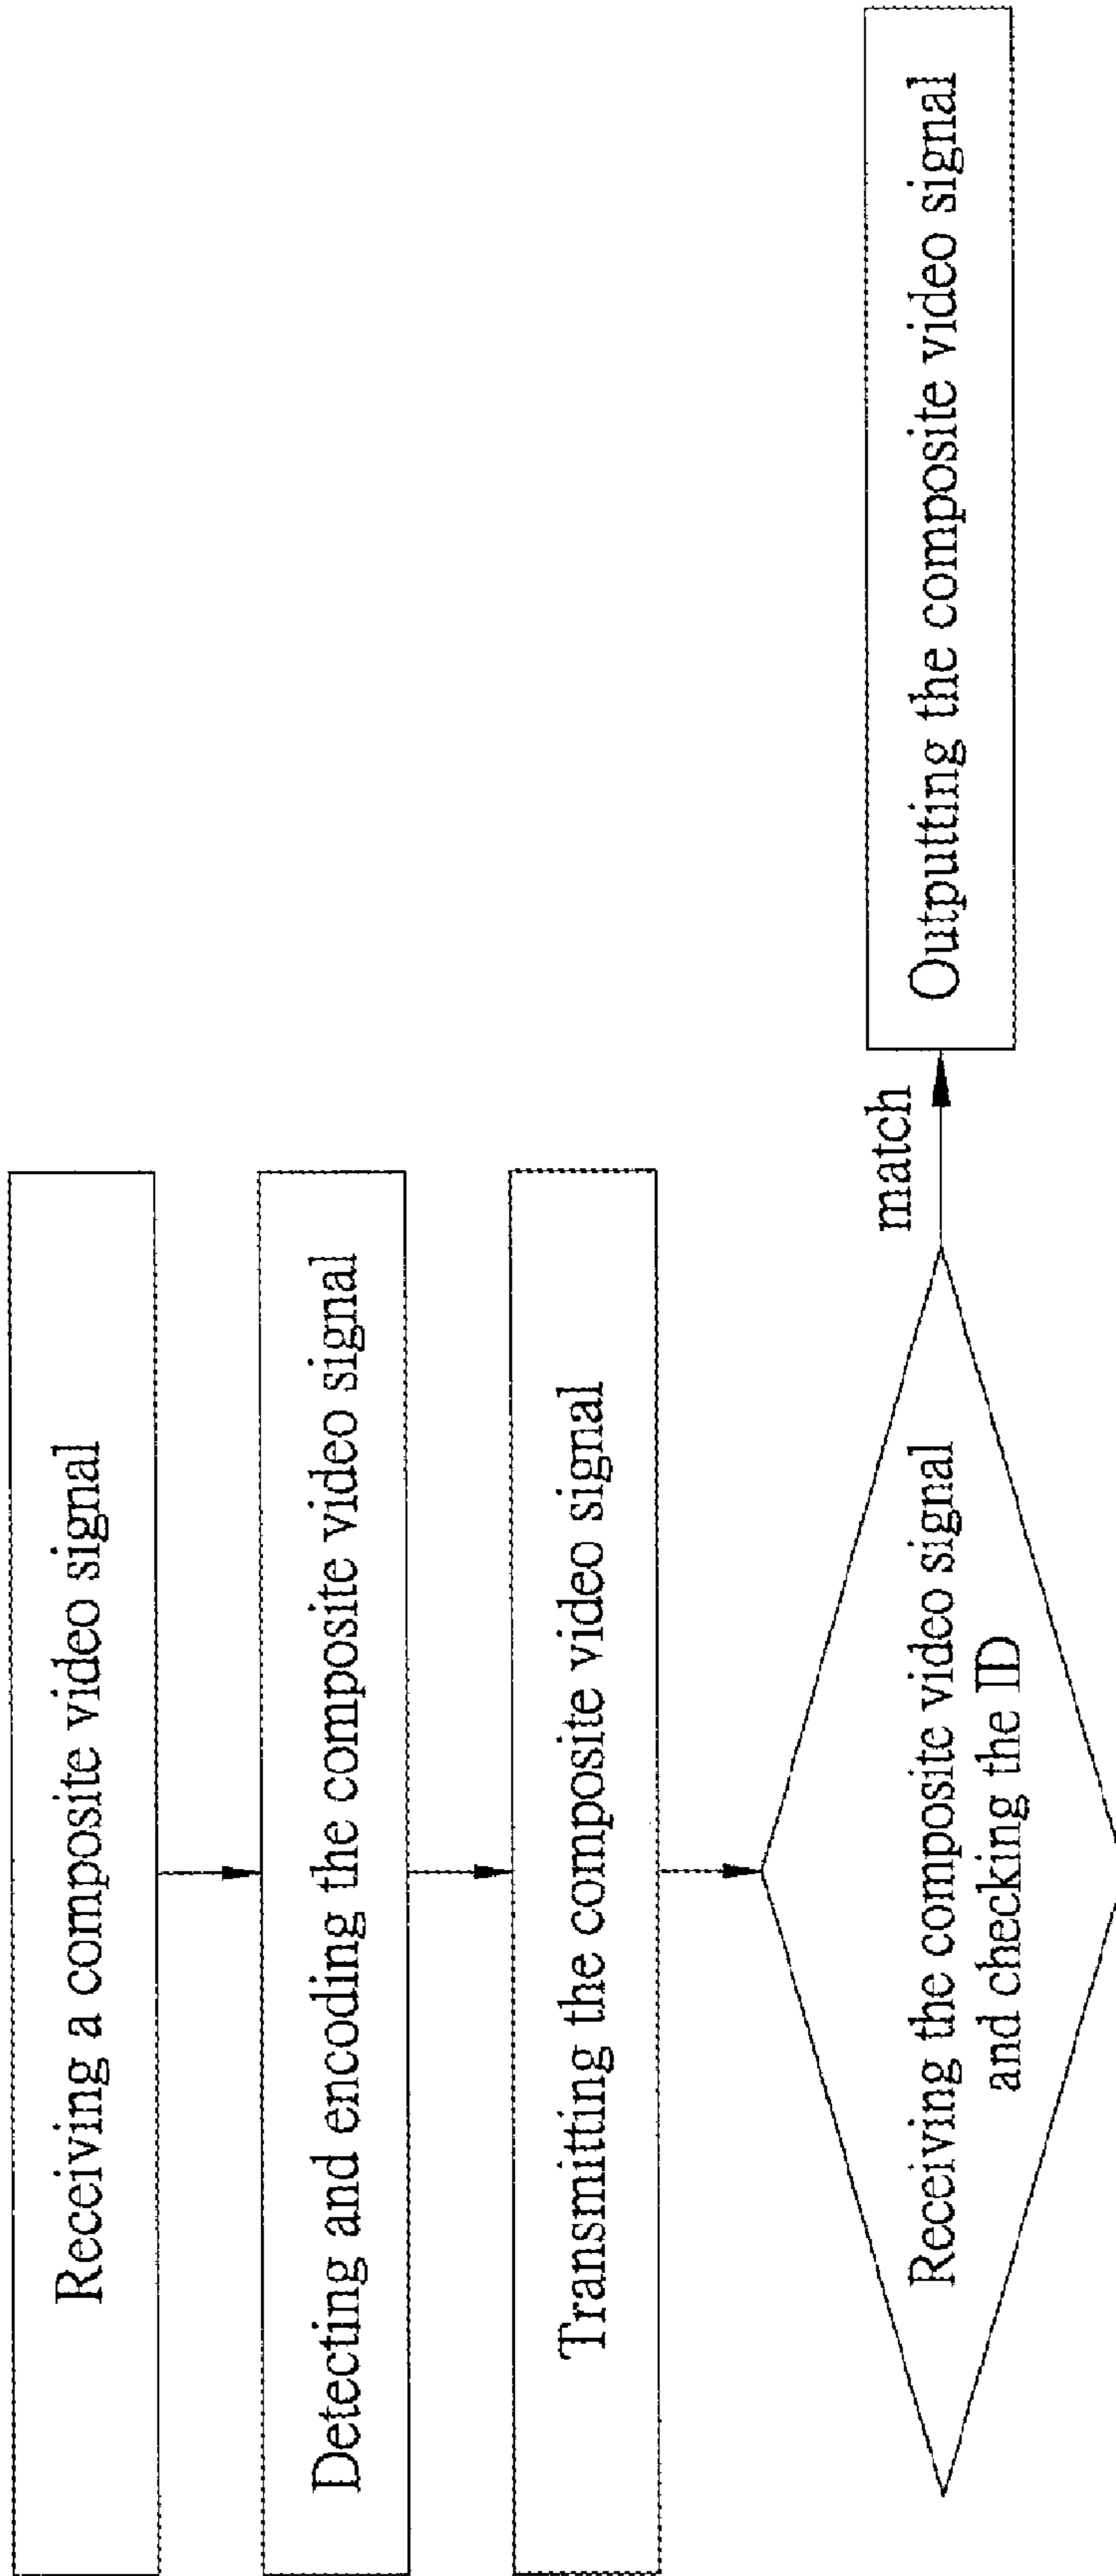 Receiving a composite video signal
Detecting and encoding the composite video signal
Transmitting the composite video signal
Receiving the composite video signal
and checking the ID
match
Outputting the composite video signal